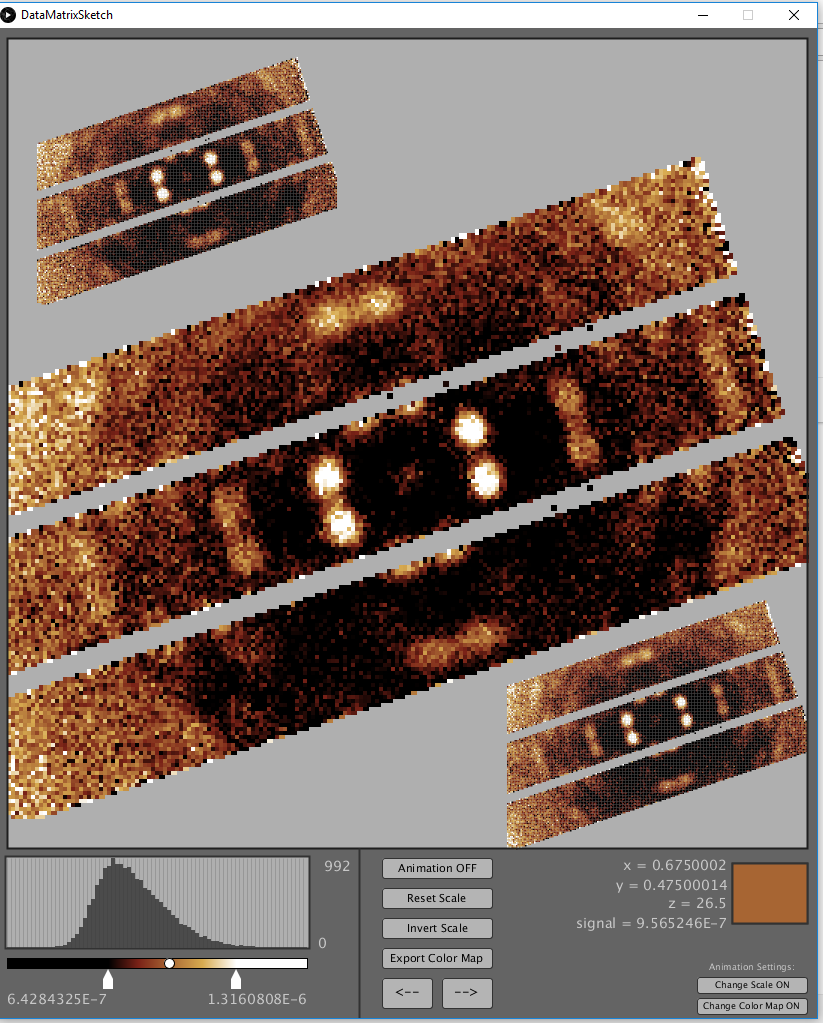 DataMatrixSketch
992
0
6.4284325E-7
1.3160808E-6
Animation OFF
Reset Scale
Invert Scale
Export Color Map
<--
-->
x = 0.6750002
y = 0.47500014
z = 26.5
signal = 9.565246E-7
Animation Settings:
Change Scale ON
Change Color Map ON